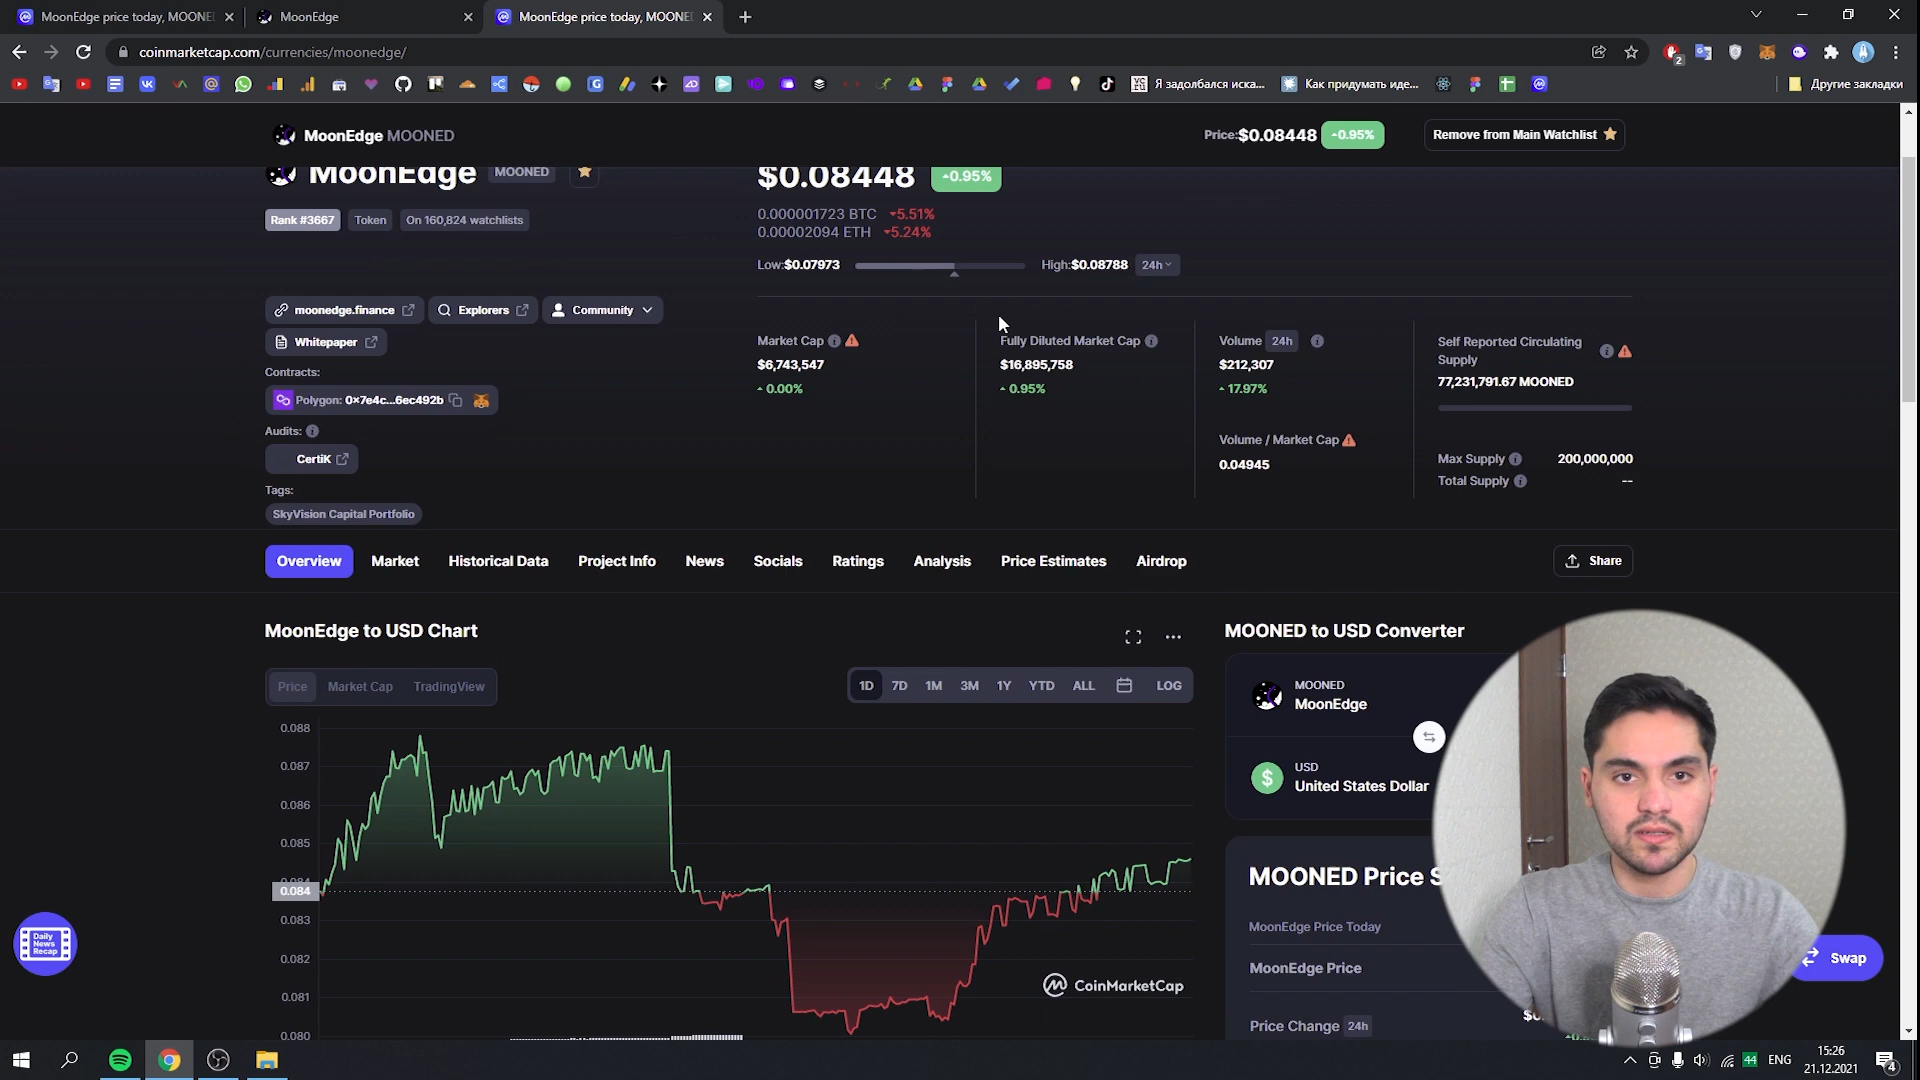 MoonEdge price today, MOONE
MoonEdge
MoonEdge price today, MOONE
coinmarketcap.com/currencies/moonedge/
2
Я задолбался иска...
Как придумать иде...
Другие закладки
MoonEdge MOONED
Price:$0.08448
0.95%
Remove from Main Watchlist
MoonEdge
MOONED
$0.08448
0.95%
Rank #3667
Token
On 160,824 watchlists
0.000001723 BTC
5.51%
0.00002094 ETH
5.24%
Low:$0.07973
High:$0.08788
24h
moonedge.finance
Explorers
Community
Whitepaper
Contracts:
Polygon: 0x7e4c...6ec492b
Audits:
CertiK
Tags:
SkyVision Capital Portfolio
Market Cap
$6,743,547
0.00%
Fully Diluted Market Cap
$16,895,758
0.95%
Volume 24h
$212,307
17.97%
Volume / Market Cap
0.04945
Self Reported Circulating
Supply
77,231,791.67 MOONED
Max Supply
200,000,000
Total Supply
--
Overview
Market
Historical Data
Project Info
News
Socials
Ratings
Analysis
Price Estimates
Airdrop
Share
MoonEdge to USD Chart
Price
Market Cap
TradingView
1D
7D
1M
3M
1Y
YTD
ALL
LOG
0.088
0.087
0.086
0.085
0.084
0.083
0.082
0.081
0.080
CoinMarketCap
MOONED to USD Converter
MOONED
MoonEdge
USD
United States Dollar
MOONED Price S
MoonEdge Price Today
MoonEdge Price
Price Change 24h
Swap
Daily
News
Recap
44
ENG
15:26
21.12.2021
4